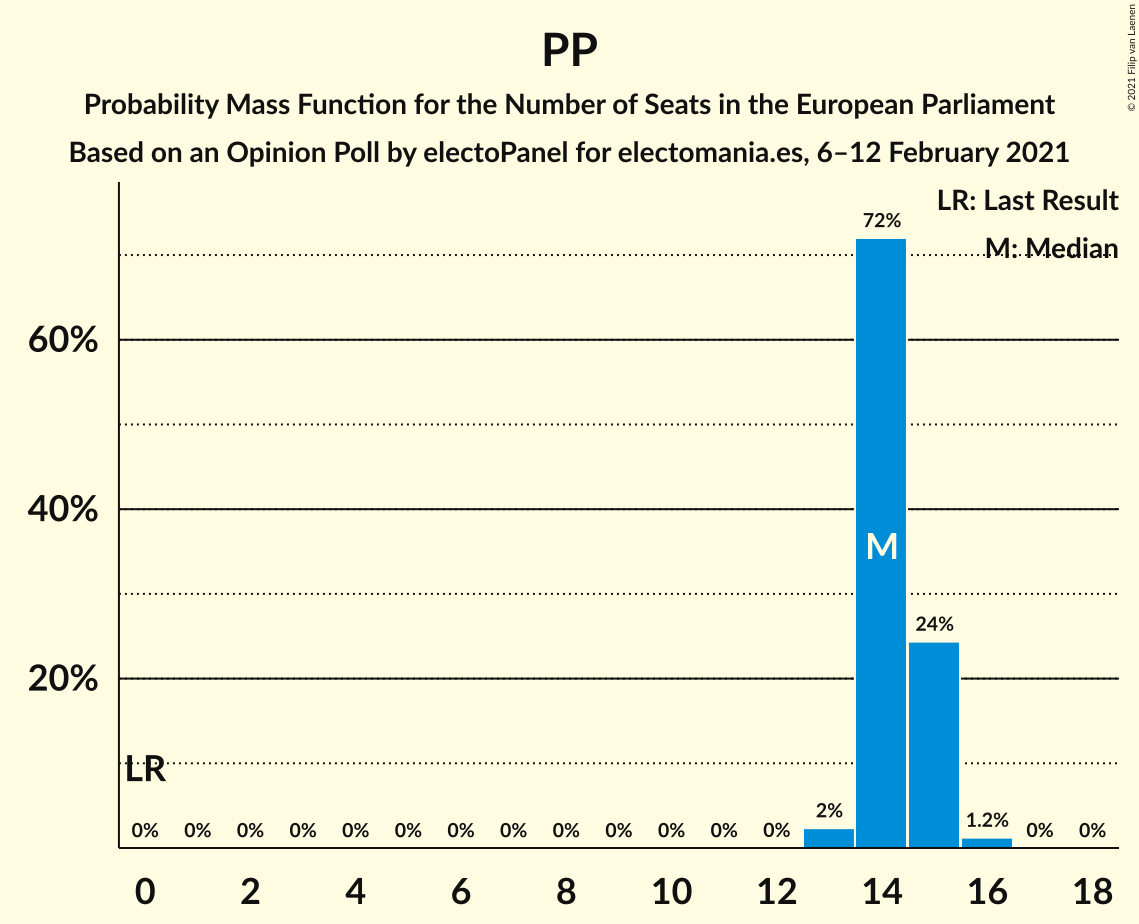 PP
Probability Mass Function for the Number of Seats in the European Parliament
Based on an Opinion Poll by electoPanel for electomania.es, 6–12 February 2021
© 2021 Filip van Laenen
LR: Last Result
M: Median
72%
60%
40%
M
24%
20%
LR
0% 0% 0% 0% 0% 0% 0% 0% 0% 0% 0% 0% 0% 2% 1.2% 0% 0%
0 2 4 6 8 10 12 14 16 18